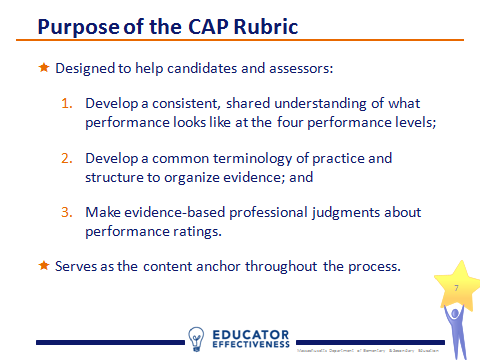 Purpose of the CAP Rubric
Designed to help candidates and assessors:
1. Develop a consistent, shared understanding of what
performance looks like at the four performance levels;
2. Develop a common terminology of practice and
structure to organize evidence; and
3. Make evidence-based professional judgments about
performance ratings.
Serves as the content anchor throughout the process.
7
EDUCATOR
EFFECTIVENESS
Massachusetts Department of Elementary & Secondary Education